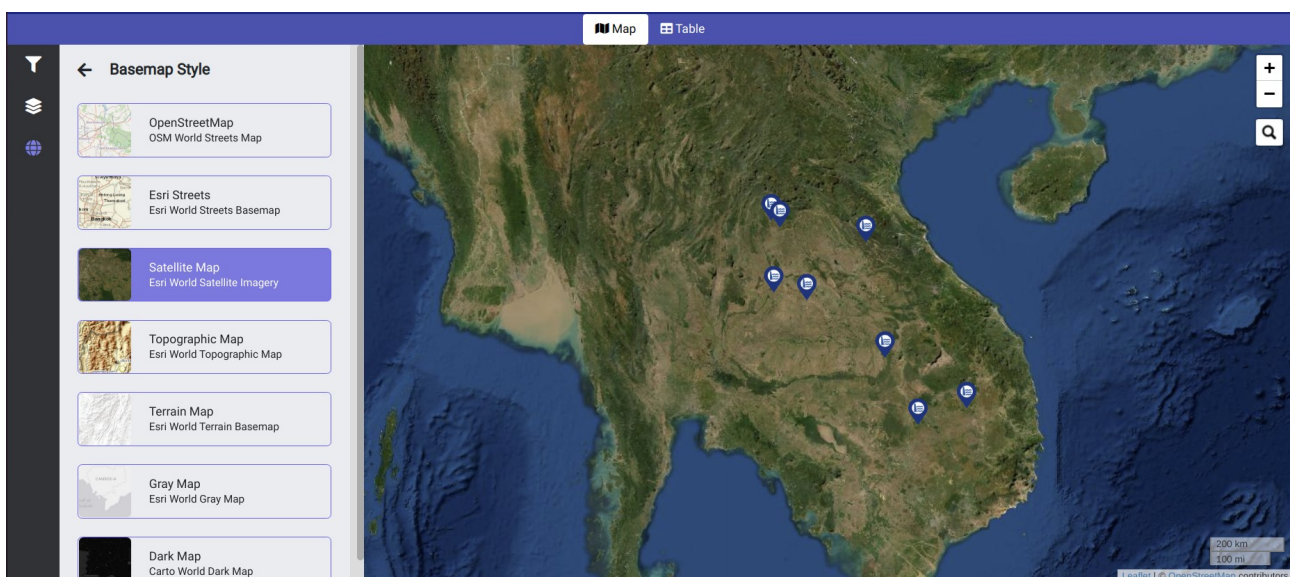 Map
Table
Basemap Style
OpenStreetMap
OSM World Streets Map
Esri Streets
Esri World Streets Basemap
Bangkok
Satellite Map
Esri World Satellite Imagery
Topographic Map
Esri World Topographic Map
Terrain Map
Esri World Terrain Basemap
Gray Map
Esri World Gray Map
Dark Map
Carto World Dark Map
+
−
200 km
100 mi
Leaflet | © OpenStreetMap contributors